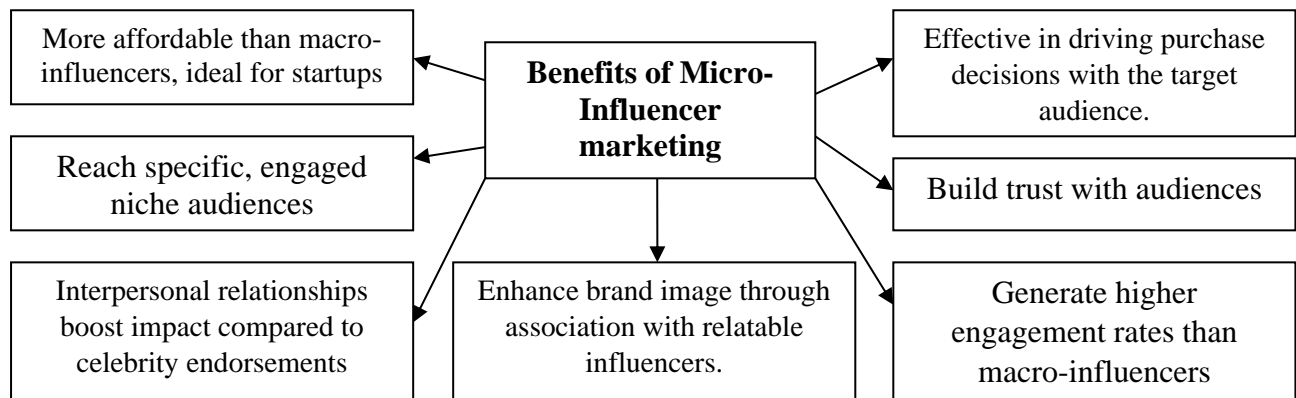 More affordable than macro-
influencers, ideal for startups
Benefits of Micro-
Influencer
marketing
Effective in driving purchase
decisions with the target
audience.
Reach specific, engaged
niche audiences
Build trust with audiences
Interpersonal relationships
boost impact compared to
celebrity endorsements
Enhance brand image through
association with relatable
influencers.
Generate higher
engagement rates than
macro-influencers